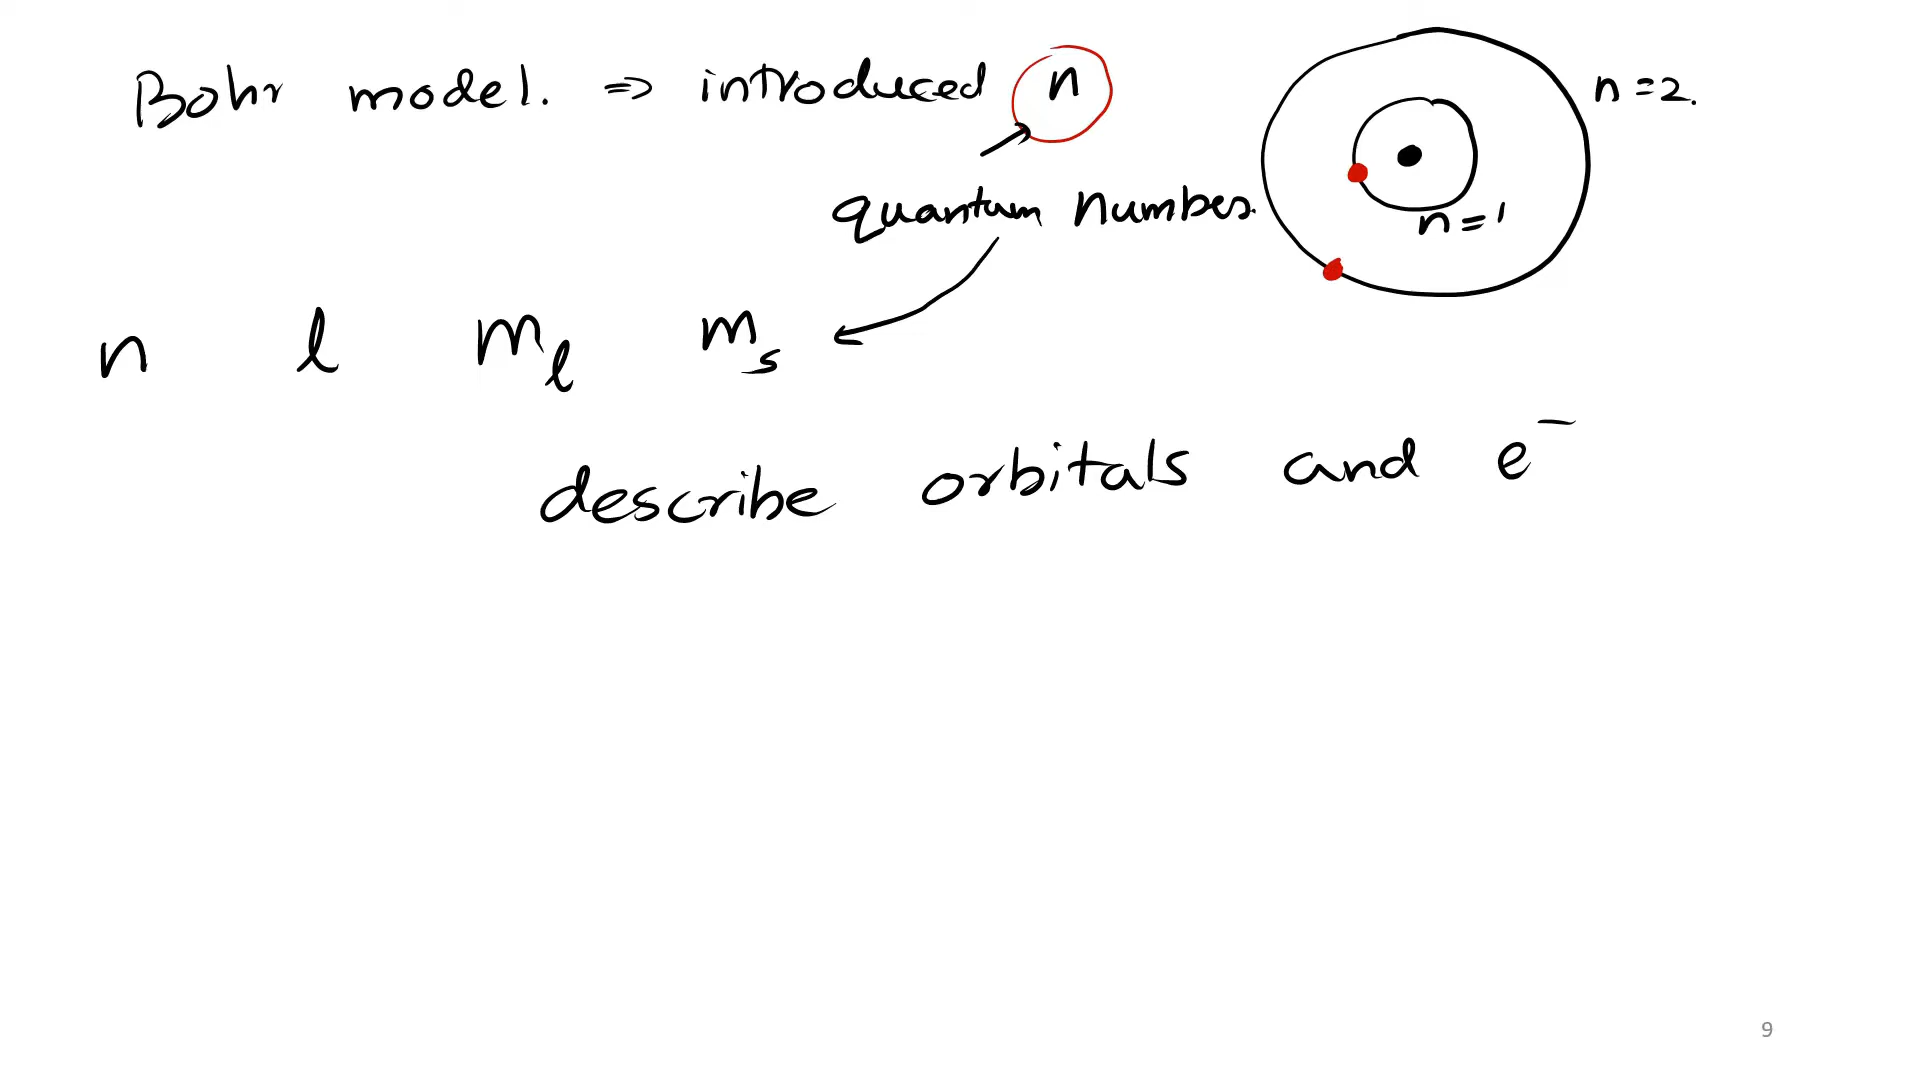 Bohr model. ⇒ introduced n
n=2.
quantum numbers.
n=1
n l m_l m_s
describe orbitals and e⁻
9